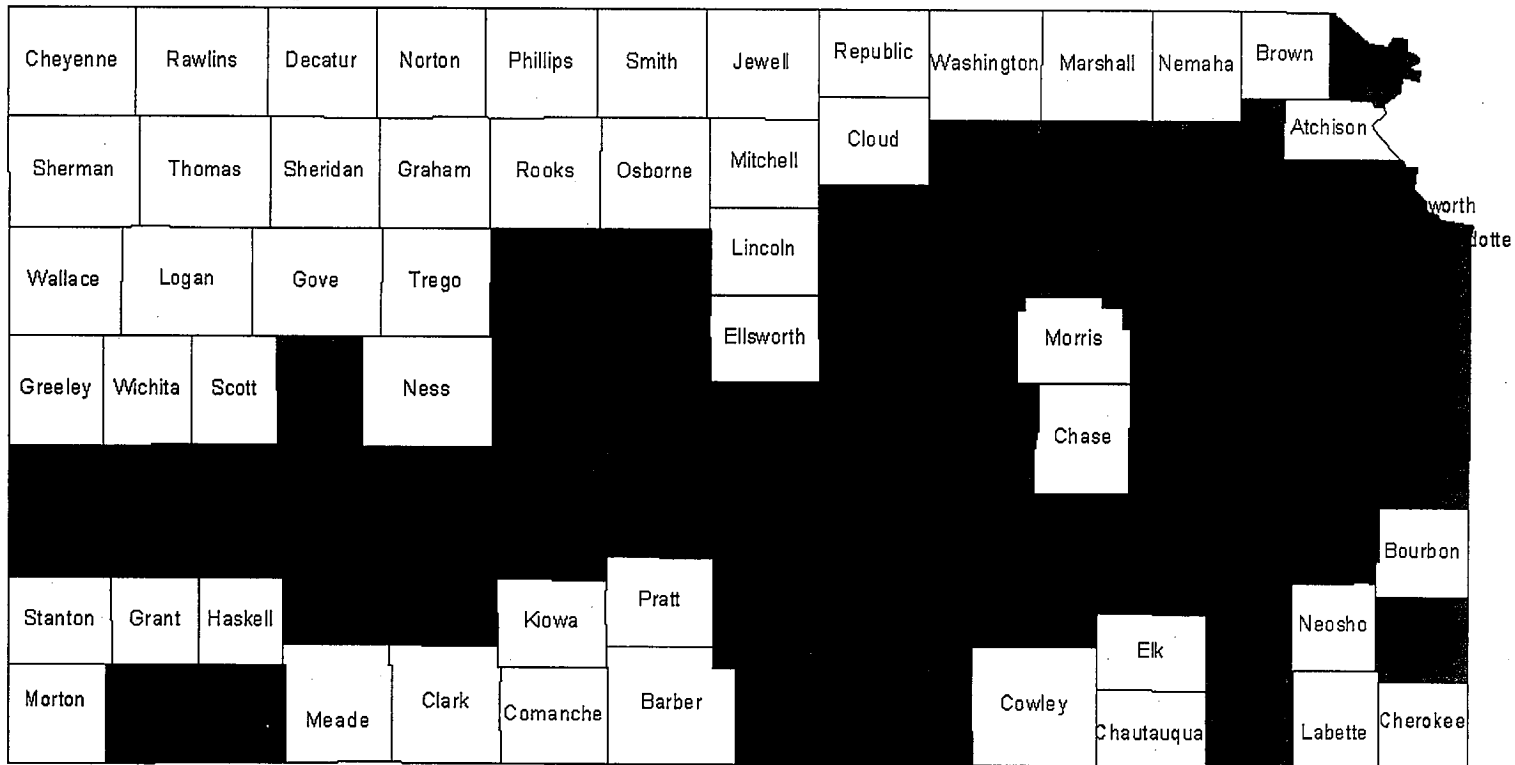 Cheyenne
Rawlins
Decatur
Norton
Phillips
Smith
Jewell
Republic
Washington
Marshall
Nemaha
Brown
Sherman
Thomas
Sheridan
Graham
Rooks
Osborne
Mitchell
Cloud
Atchison
worth
dotte
Wallace
Logan
Gove
Trego
Lincoln
Ellsworth
Morris
Greeley
Wichita
Scott
Ness
Chase
Bourbon
Stanton
Grant
Haskell
Kiowa
Pratt
Elk
Neosho
Morton
Meade
Clark
Comanche
Barber
Cowley
Chautauqua
Labette
Cherokee